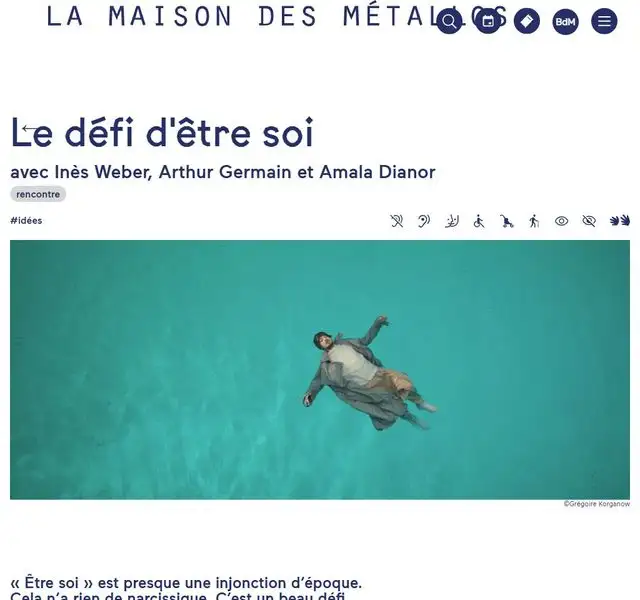 LA MAISON DES MÉTALLOS
BdM
Le défi d'être soi
avec Inès Weber, Arthur Germain et Amala Dianor
rencontre
#idées
©Grégoire Korganow
« Être soi » est presque une injonction d'époque.
Cela n'a rien de narcissique. C'est un beau défi